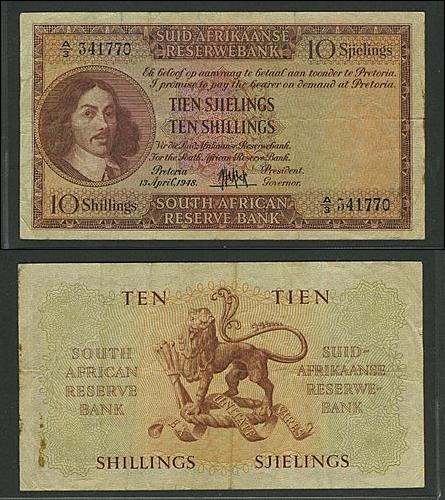 SUID-AFRIKAANSE
RESERWEBANK
A/3 341770
10 Sjielings
Ek beloof op aanvraag te betaal aan toonder te Pretoria.
I promise to pay the bearer on demand at Pretoria.
TIEN SJIELINGS
TEN SHILLINGS
Vir die Suid-Afrikaanse Reserwebank.
For the South African Reserve Bank.
Pretoria
13 April, 1948.
President.
Governor.
10 Shillings
SOUTH AFRICAN
RESERVE BANK
A/3 341770
TEN TIEN
SOUTH
AFRICAN
RESERVE
BANK
SUID-
AFRIKAANSE
RESERWE-
BANK
EX UNITATE VIRES
SHILLINGS SJIELINGS